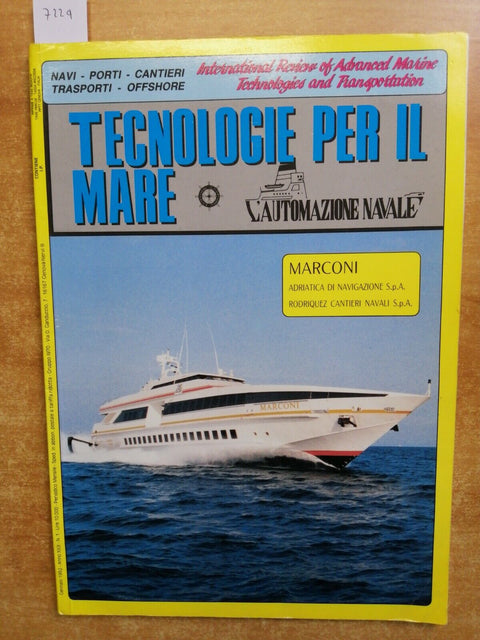 7229
NAVI - PORTI - CANTIERI
TRASPORTI - OFFSHORE
International Review of Advanced Marine
Technologies and Transportation
TECNOLOGIE PER IL
MARE
L'AUTOMAZIONE NAVALE
MARCONI
ADRIATICA DI NAVIGAZIONE S.p.A.
RODRIQUEZ CANTIERI NAVALI S.p.A.
MARCONI
CONTIENE